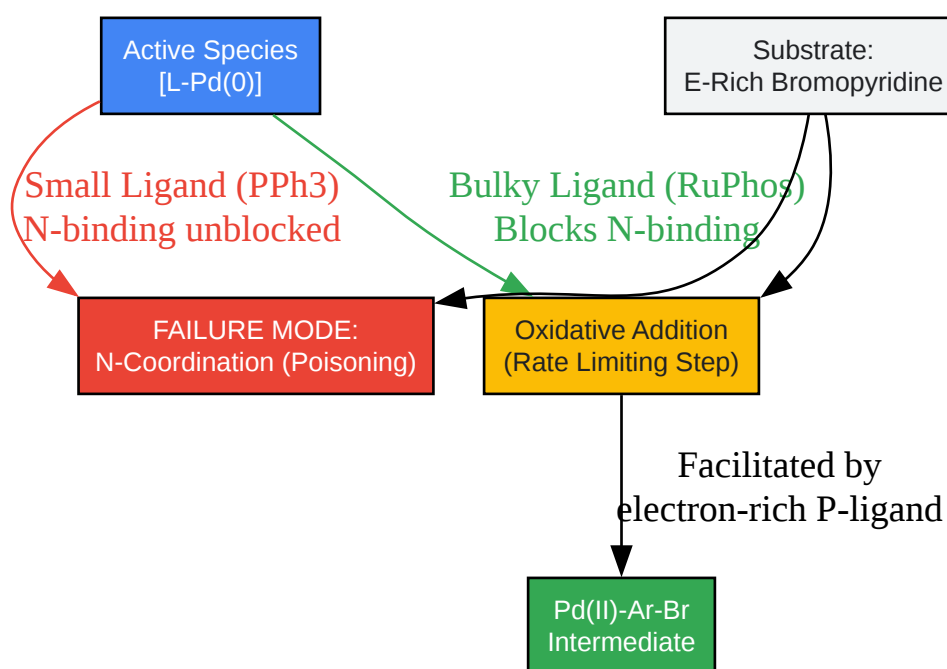 Active Species
[L-Pd(0)]
Substrate:
E-Rich Bromopyridine
Small Ligand (PPh3)
N-binding unblocked
Bulky Ligand (RuPhos)
Blocks N-binding
FAILURE MODE:
N-Coordination (Poisoning)
Oxidative Addition
(Rate Limiting Step)
Facilitated by
electron-rich P-ligand
Pd(II)-Ar-Br
Intermediate